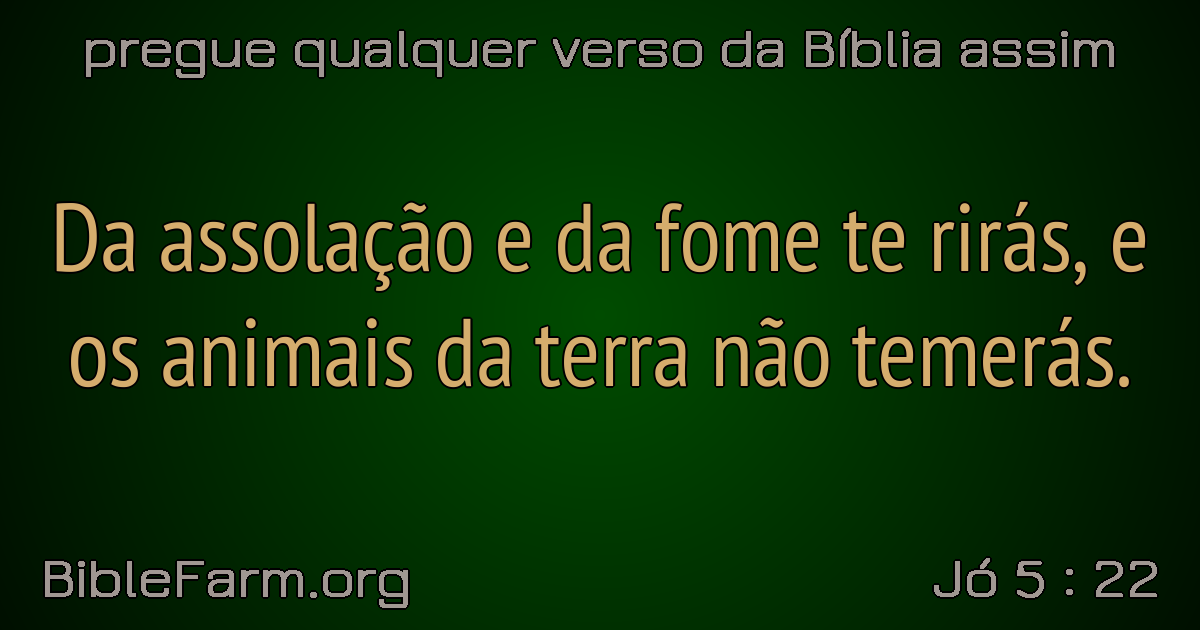 pregue qualquer verso da Bíblia assim
Da assolação e da fome te rirás, e
os animais da terra não temerás.
BibleFarm.org
Jó 5 : 22